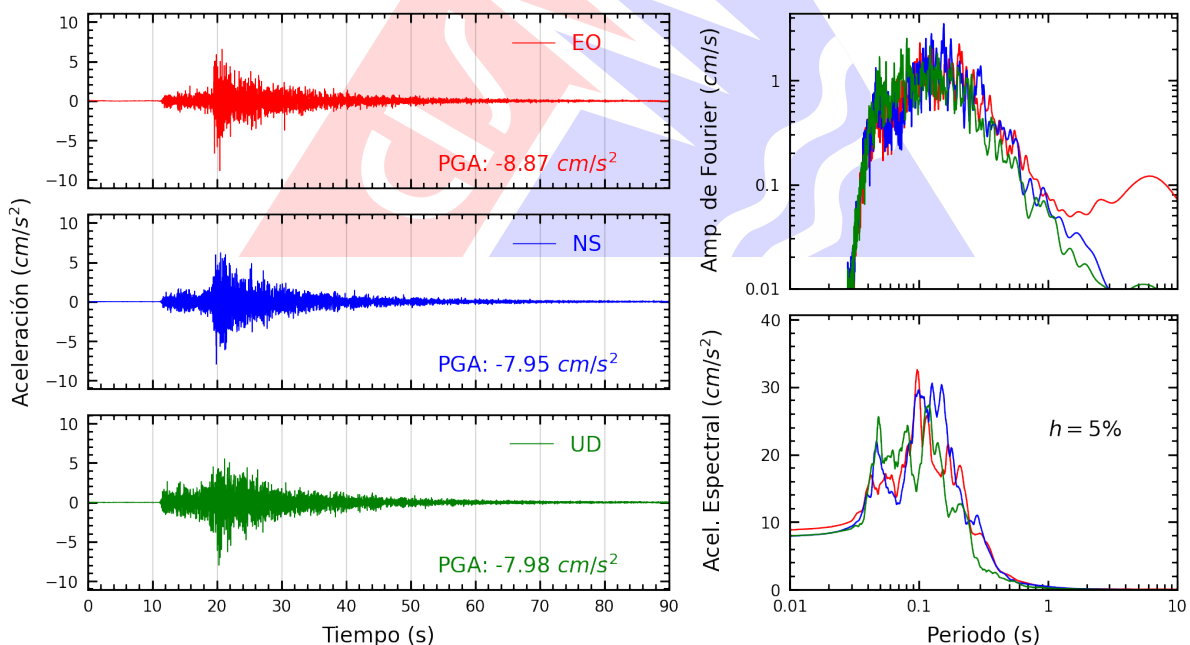 Aceleración (cm/s²)
10
5
0
−5
−10
EO
PGA: -8.87 cm/s²
10
5
0
−5
−10
NS
PGA: -7.95 cm/s²
10
5
0
−5
−10
UD
PGA: -7.98 cm/s²
0 10 20 30 40 50 60 70 80 90
Tiempo (s)
Amp. de Fourier (cm/s)
1
0.1
0.01
Acel. Espectral (cm/s²)
40
30
20
10
0
h = 5%
0.01 0.1 1 10
Periodo (s)